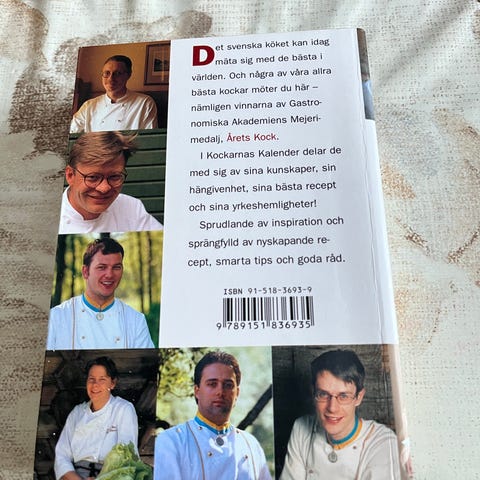 Det svenska köket kan idag
mäta sig med de bästa i
världen. Och några av våra allra
bästa kockar möter du här –
nämligen vinnarna av Gastro-
nomiska Akademiens Mejeri-
medalj, Årets Kock.
I Kockarnas Kalender delar de
med sig av sina kunskaper, sin
hängivenhet, sina bästa recept
och sina yrkeshemligheter!
Sprudlande av inspiration och
sprängfylld av nyskapande re-
cept, smarta tips och goda råd.
ISBN 91-518-3693-9
9 789151 836935